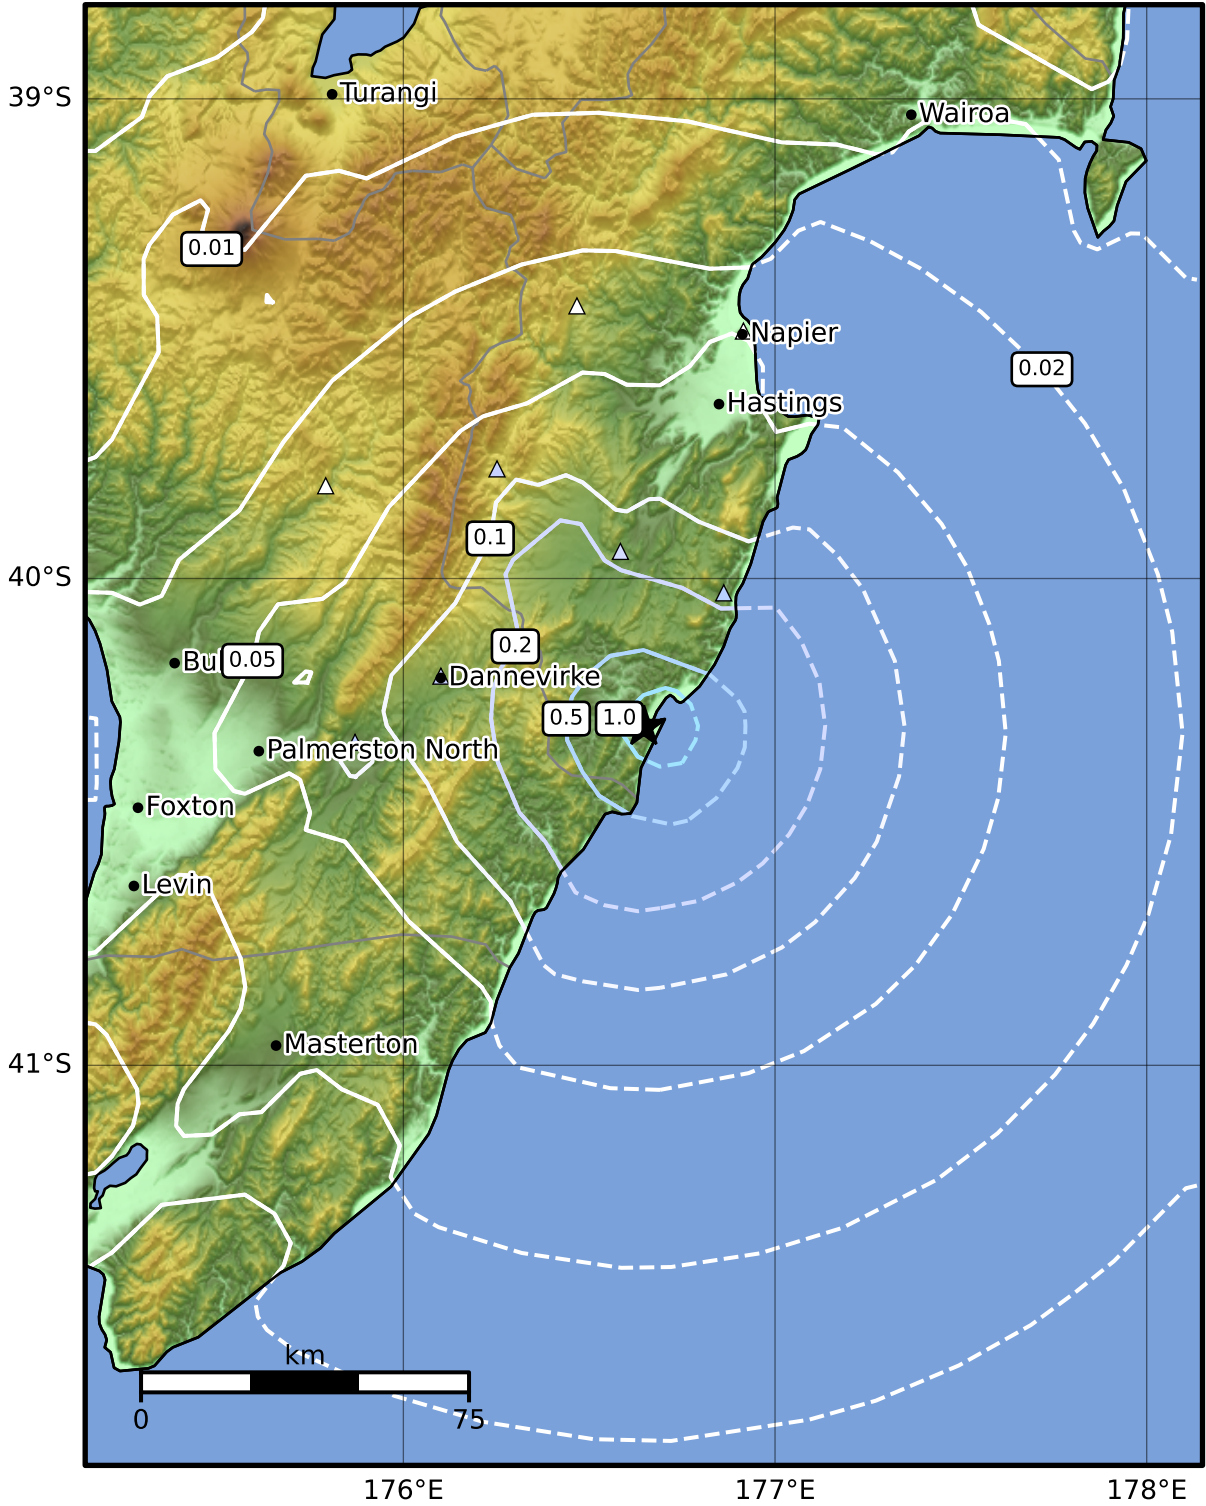 39°S
Turangi
Wairoa
0.01
Napier
0.02
Hastings
0.1
40°S
0.2
Bul
0.05
Dannevirke
0.5
1.0
Palmerston North
Foxton
Levin
Masterton
41°S
km
0
75
176°E
177°E
178°E